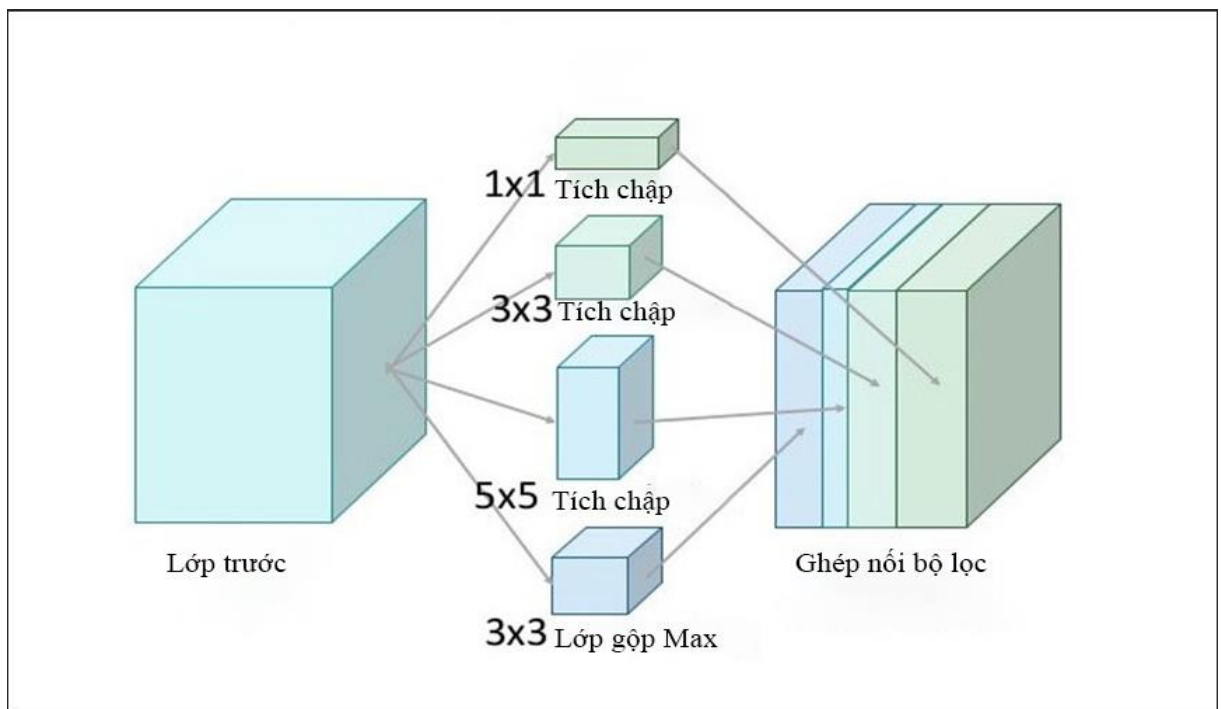 1x1 Tích chập
3x3 Tích chập
5x5 Tích chập
Lớp trước
Ghép nối bộ lọc
3x3 Lớp gộp Max